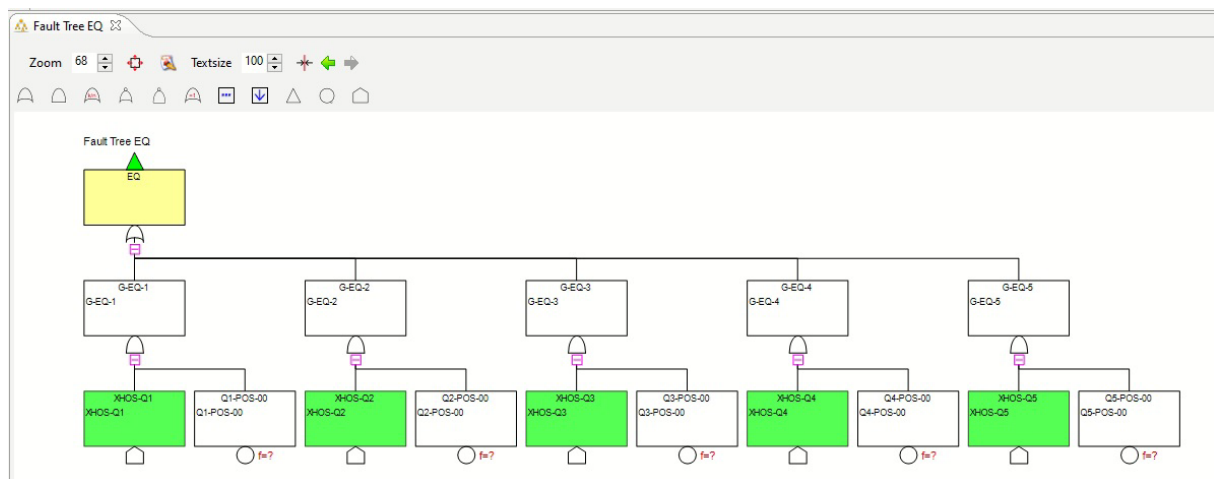 Fault Tree EQ
Zoom 68 Textsize 100
Fault Tree EQ
EQ
G-EQ-1 G-EQ-2 G-EQ-3 G-EQ-4 G-EQ-5
G-EQ-1 G-EQ-2 G-EQ-3 G-EQ-4 G-EQ-5
XHOS-Q1 Q1-POS-00 XHOS-Q2 Q2-POS-00 XHOS-Q3 Q3-POS-00 XHOS-Q4 Q4-POS-00 XHOS-Q5 Q5-POS-00
XHOS-Q1 Q1-POS-00 XHOS-Q2 Q2-POS-00 XHOS-Q3 Q3-POS-00 XHOS-Q4 Q4-POS-00 XHOS-Q5 Q5-POS-00
f=? f=? f=? f=? f=?